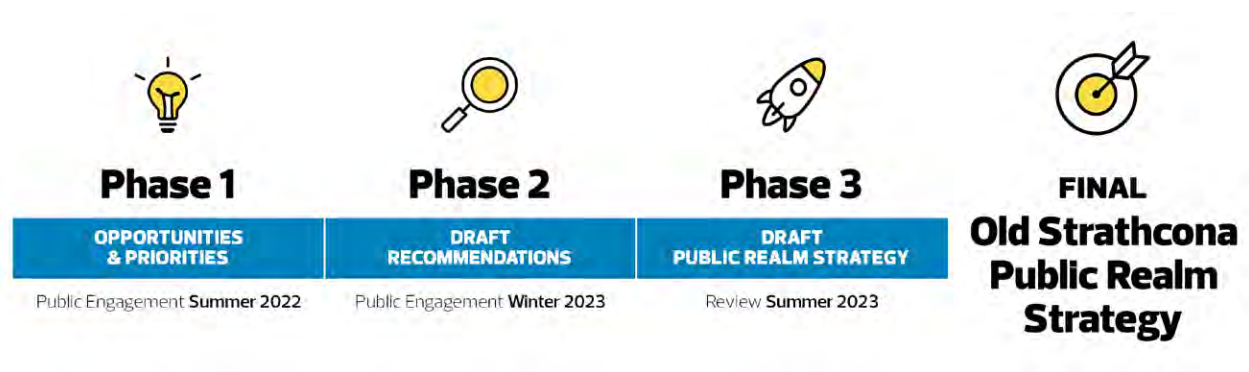 Phase 1
OPPORTUNITIES
& PRIORITIES
Public Engagement Summer 2022
Phase 2
DRAFT
RECOMMENDATIONS
Public Engagement Winter 2023
Phase 3
DRAFT
PUBLIC REALM STRATEGY
Review Summer 2023
FINAL
Old Strathcona
Public Realm
Strategy